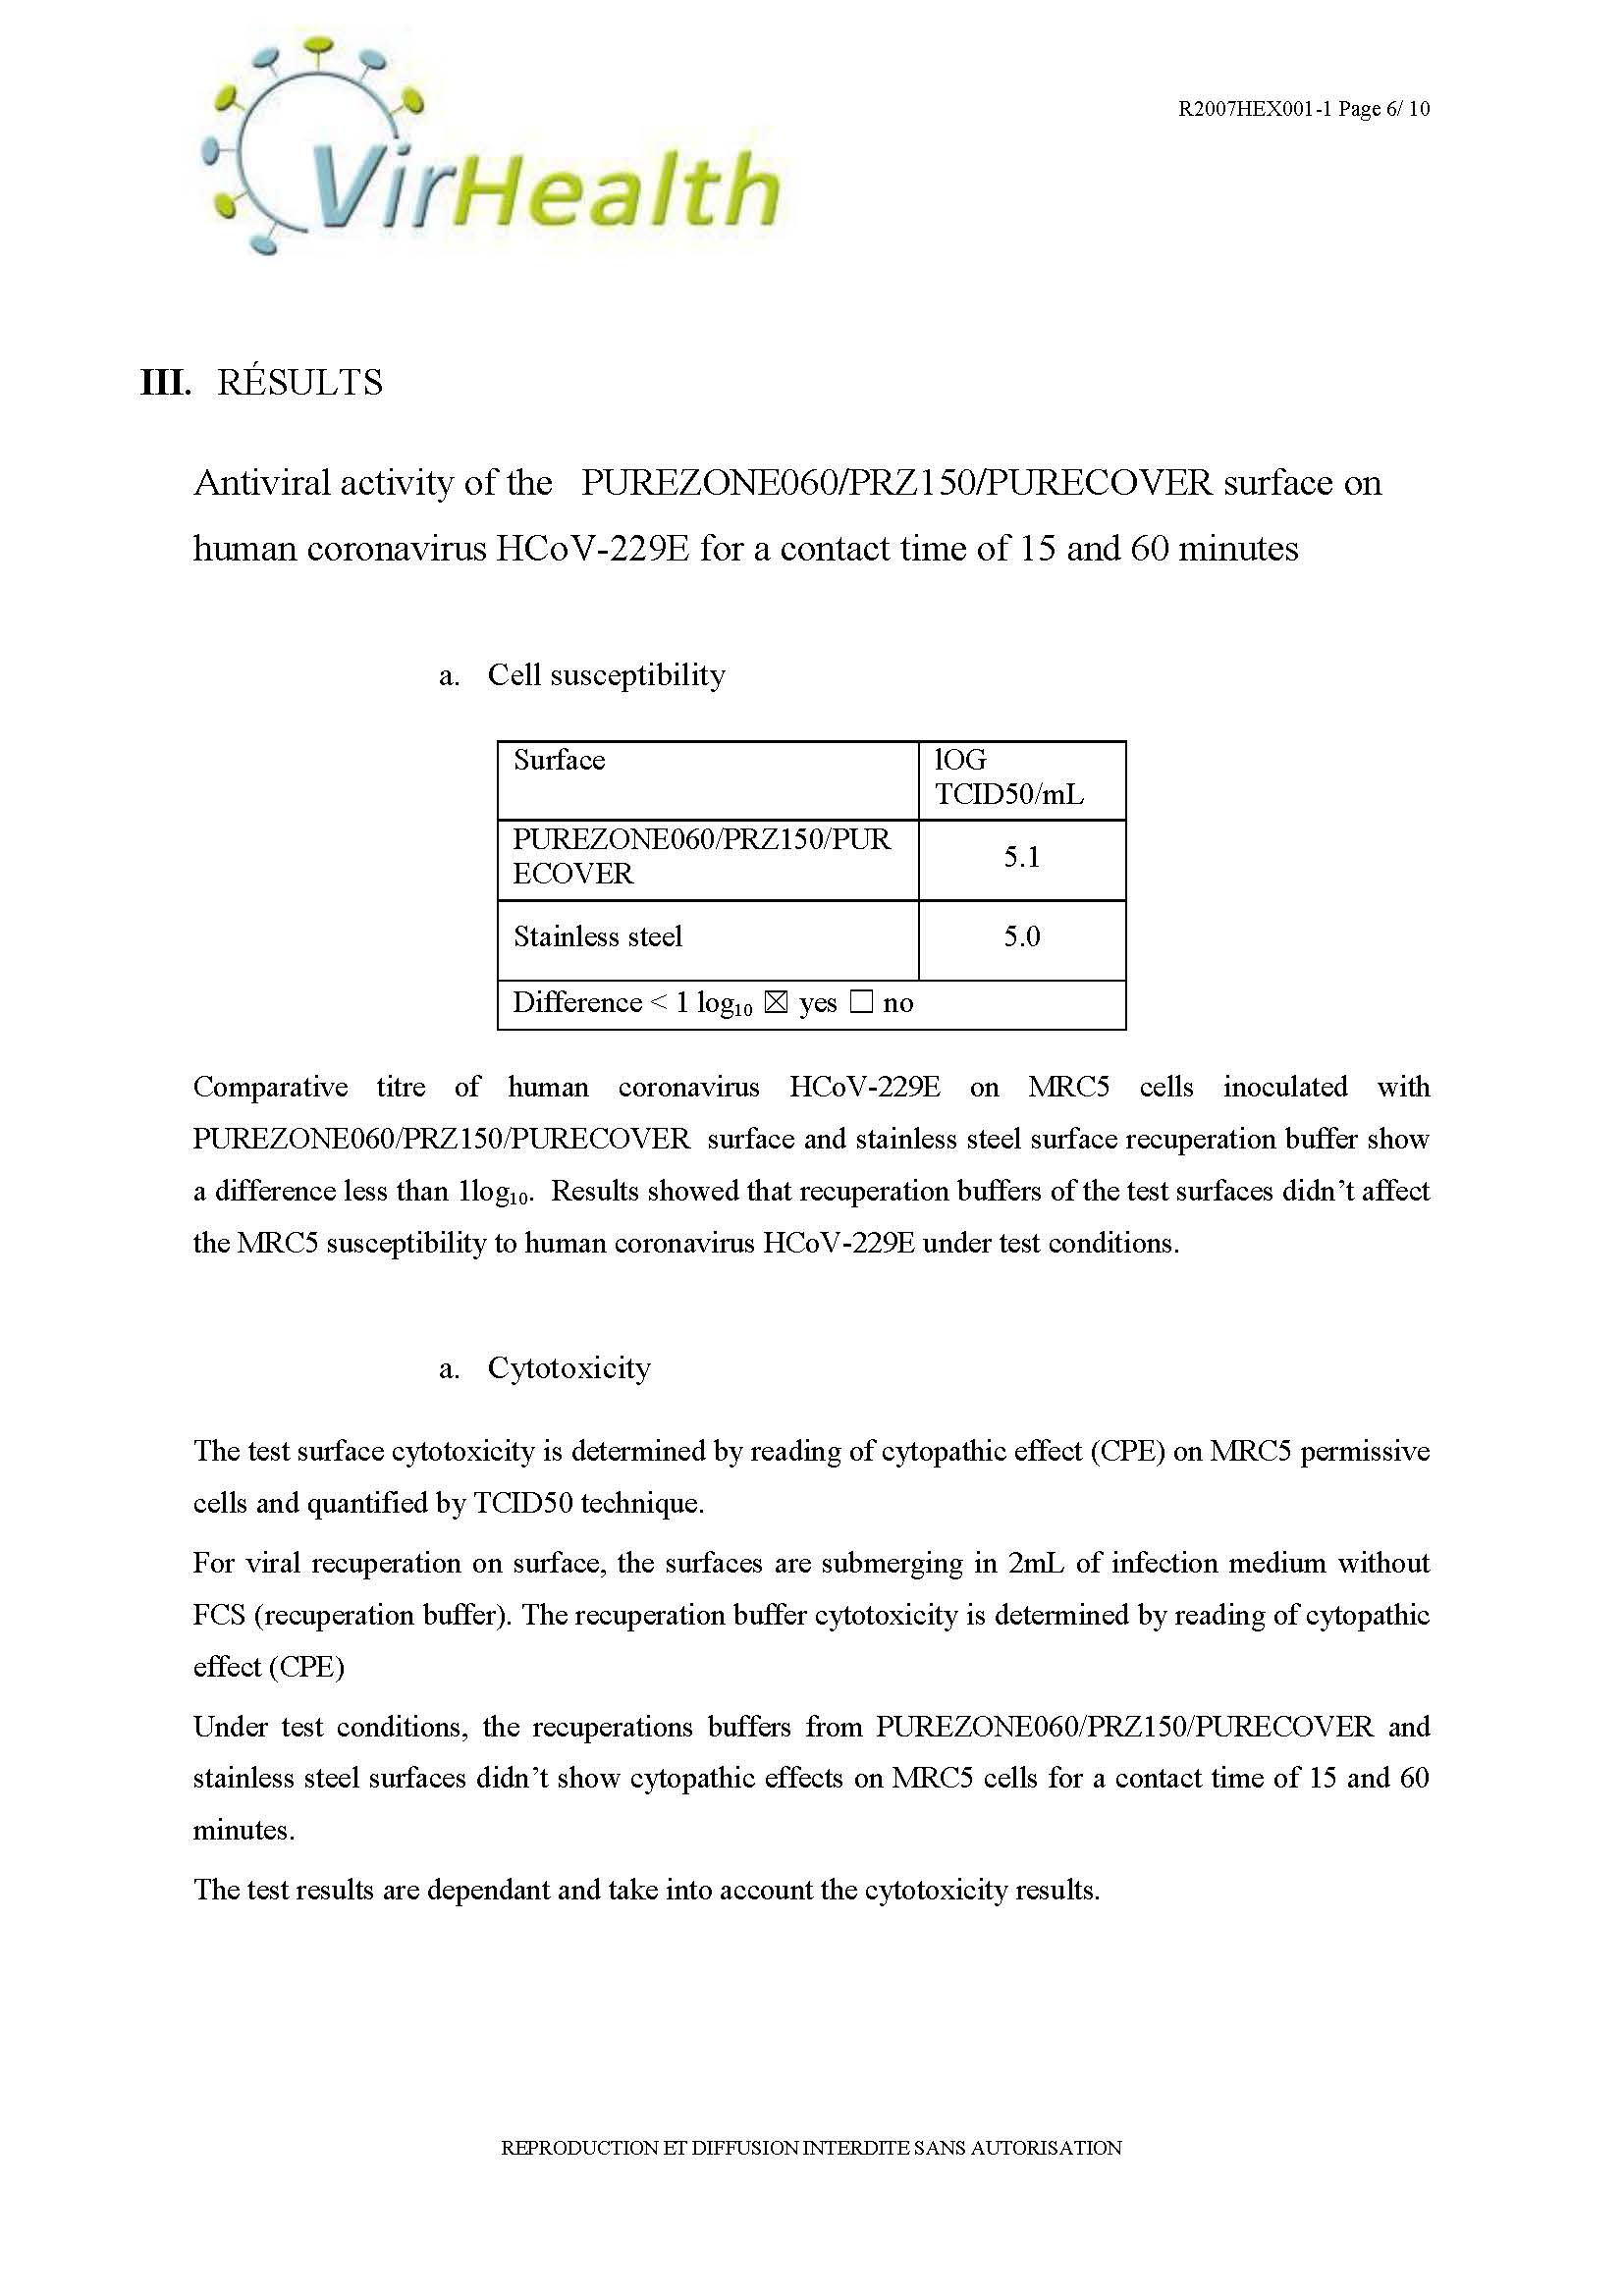 VirHealth
R2007HEX001-1 Page 6/ 10
III. RÉSULTS
Antiviral activity of the PUREZONE060/PRZ150/PURECOVER surface on
human coronavirus HCoV-229E for a contact time of 15 and 60 minutes
a. Cell susceptibility
Surface lOG
TCID50/mL
PUREZONE060/PRZ150/PUR
ECOVER 5.1
Stainless steel 5.0
Difference < 1 log₁₀ ☒ yes ☐ no
Comparative titre of human coronavirus HCoV-229E on MRC5 cells inoculated with
PUREZONE060/PRZ150/PURECOVER surface and stainless steel surface recuperation buffer show
a difference less than 1log₁₀. Results showed that recuperation buffers of the test surfaces didn’t affect
the MRC5 susceptibility to human coronavirus HCoV-229E under test conditions.
a. Cytotoxicity
The test surface cytotoxicity is determined by reading of cytopathic effect (CPE) on MRC5 permissive
cells and quantified by TCID50 technique.
For viral recuperation on surface, the surfaces are submerging in 2mL of infection medium without
FCS (recuperation buffer). The recuperation buffer cytotoxicity is determined by reading of cytopathic
effect (CPE)
Under test conditions, the recuperations buffers from PUREZONE060/PRZ150/PURECOVER and
stainless steel surfaces didn’t show cytopathic effects on MRC5 cells for a contact time of 15 and 60
minutes.
The test results are dependant and take into account the cytotoxicity results.
REPRODUCTION ET DIFFUSION INTERDITE SANS AUTORISATION